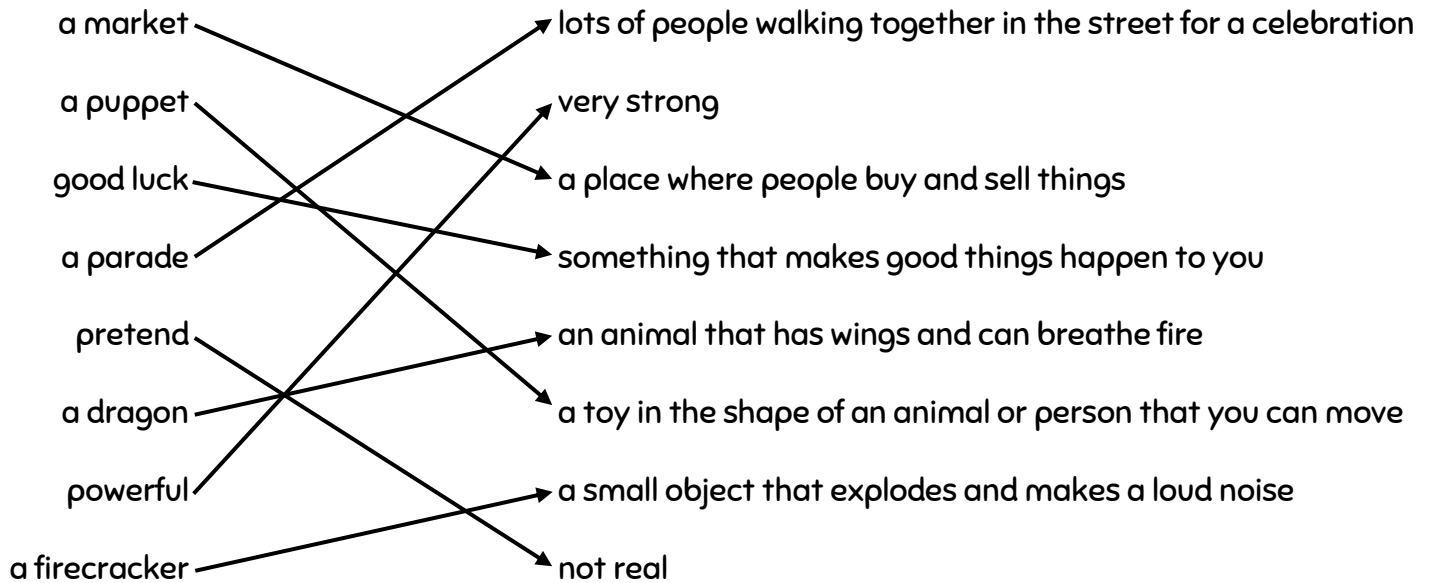 a market lots of people walking together in the street for a celebration
a puppet very strong
good luck a place where people buy and sell things
a parade something that makes good things happen to you
pretend an animal that has wings and can breathe fire
a dragon a toy in the shape of an animal or person that you can move
powerful a small object that explodes and makes a loud noise
a firecracker not real